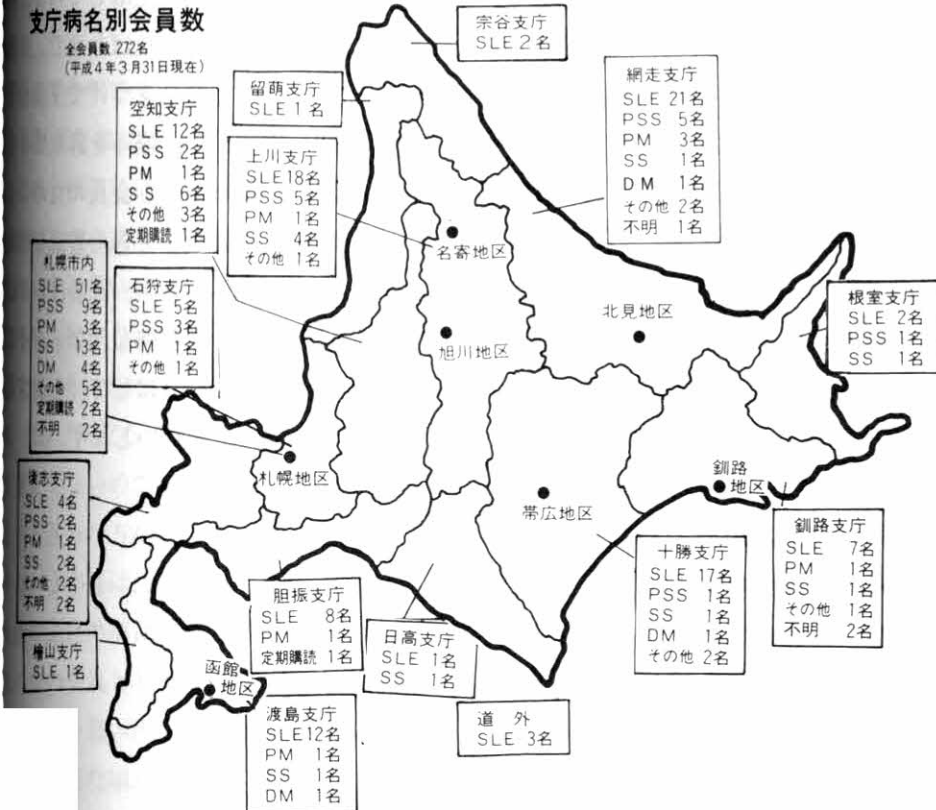 支庁病名別会員数
全会員数 272名
(平成4年3月31日現在)
宗谷支庁
SLE 2名
留萌支庁
SLE 1名
網走支庁
SLE 21名
PSS 5名
PM 3名
SS 1名
DM 1名
その他 2名
不明 1名
空知支庁
SLE 12名
PSS 2名
PM 1名
SS 6名
その他 3名
定期購読 1名
上川支庁
SLE 18名
PSS 5名
PM 1名
SS 4名
その他 1名
札幌市内
SLE 51名
PSS 9名
PM 3名
SS 13名
DM 4名
その他 5名
定期購読 2名
不明 2名
石狩支庁
SLE 5名
PSS 3名
PM 1名
その他 1名
根室支庁
SLE 2名
PSS 1名
SS 1名
名寄地区
北見地区
旭川地区
札幌地区
帯広地区
釧路
地区
後志支庁
SLE 4名
PSS 2名
PM 1名
SS 2名
その他 2名
不明 2名
釧路支庁
SLE 7名
PM 1名
SS 1名
その他 1名
不明 2名
十勝支庁
SLE 17名
PSS 1名
SS 1名
DM 1名
その他 2名
胆振支庁
SLE 8名
PM 1名
定期購読 1名
日高支庁
SLE 1名
SS 1名
檜山支庁
SLE 1名
函館
地区
渡島支庁
SLE 12名
PM 1名
SS 1名
DM 1名
道 外
SLE 3名